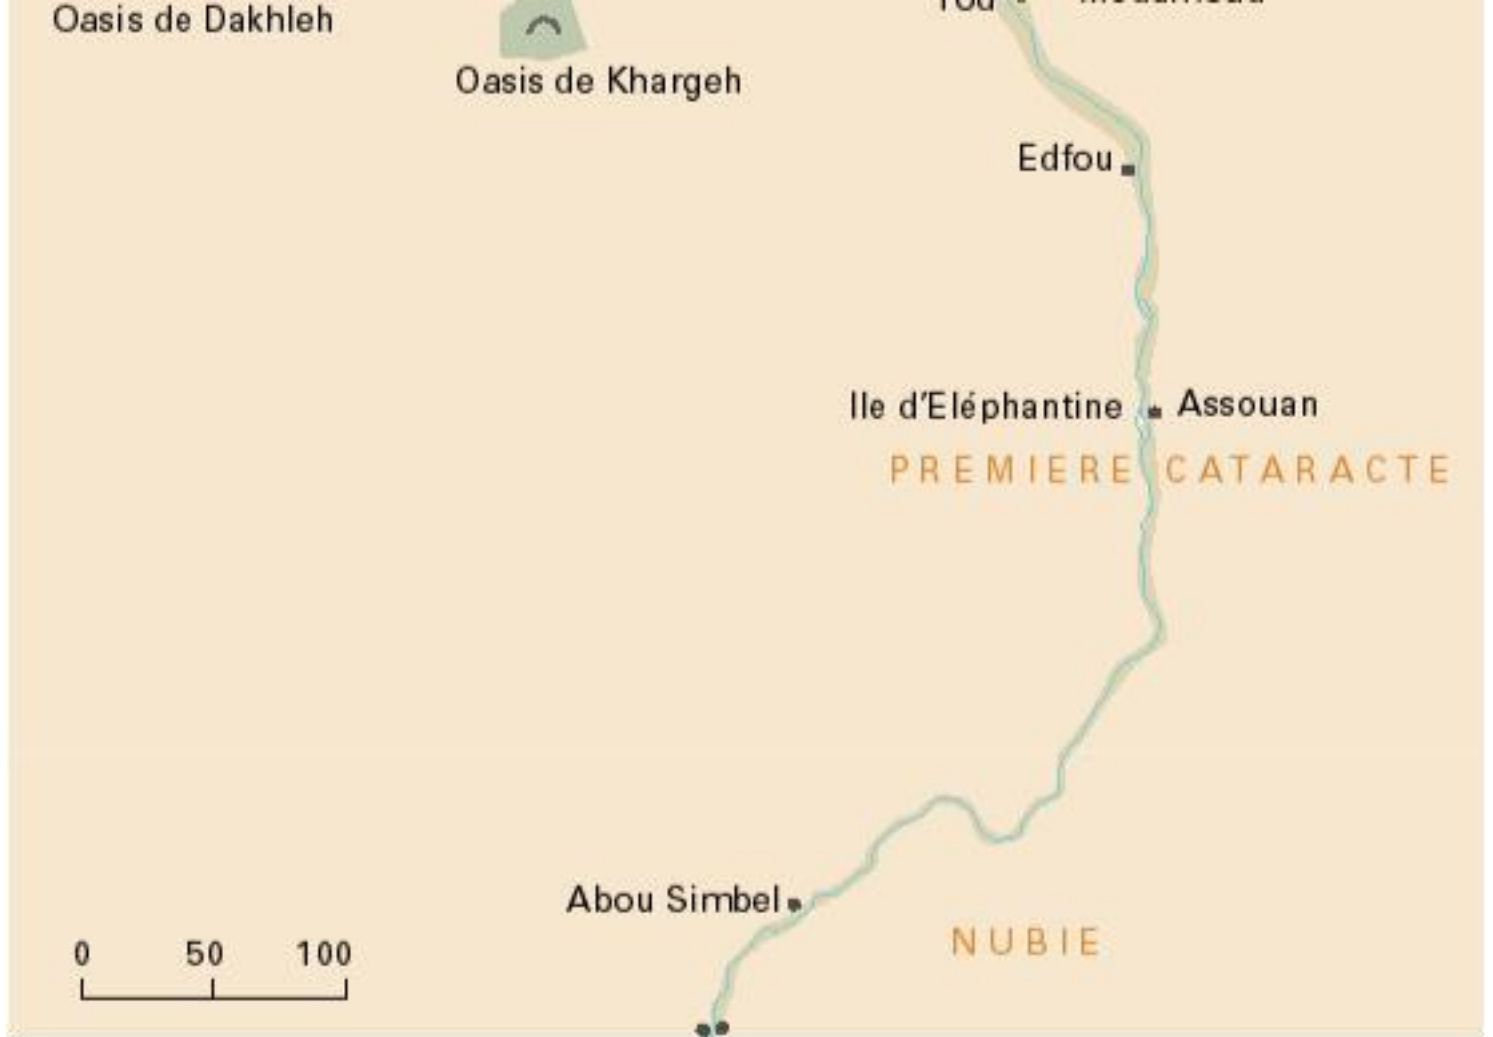 Oasis de Dakhleh
Oasis de Khargeh
Edfou
Ile d'Eléphantine
Assouan
PREMIERE CATARACTE
Abou Simbel
NUBIE
0 50 100